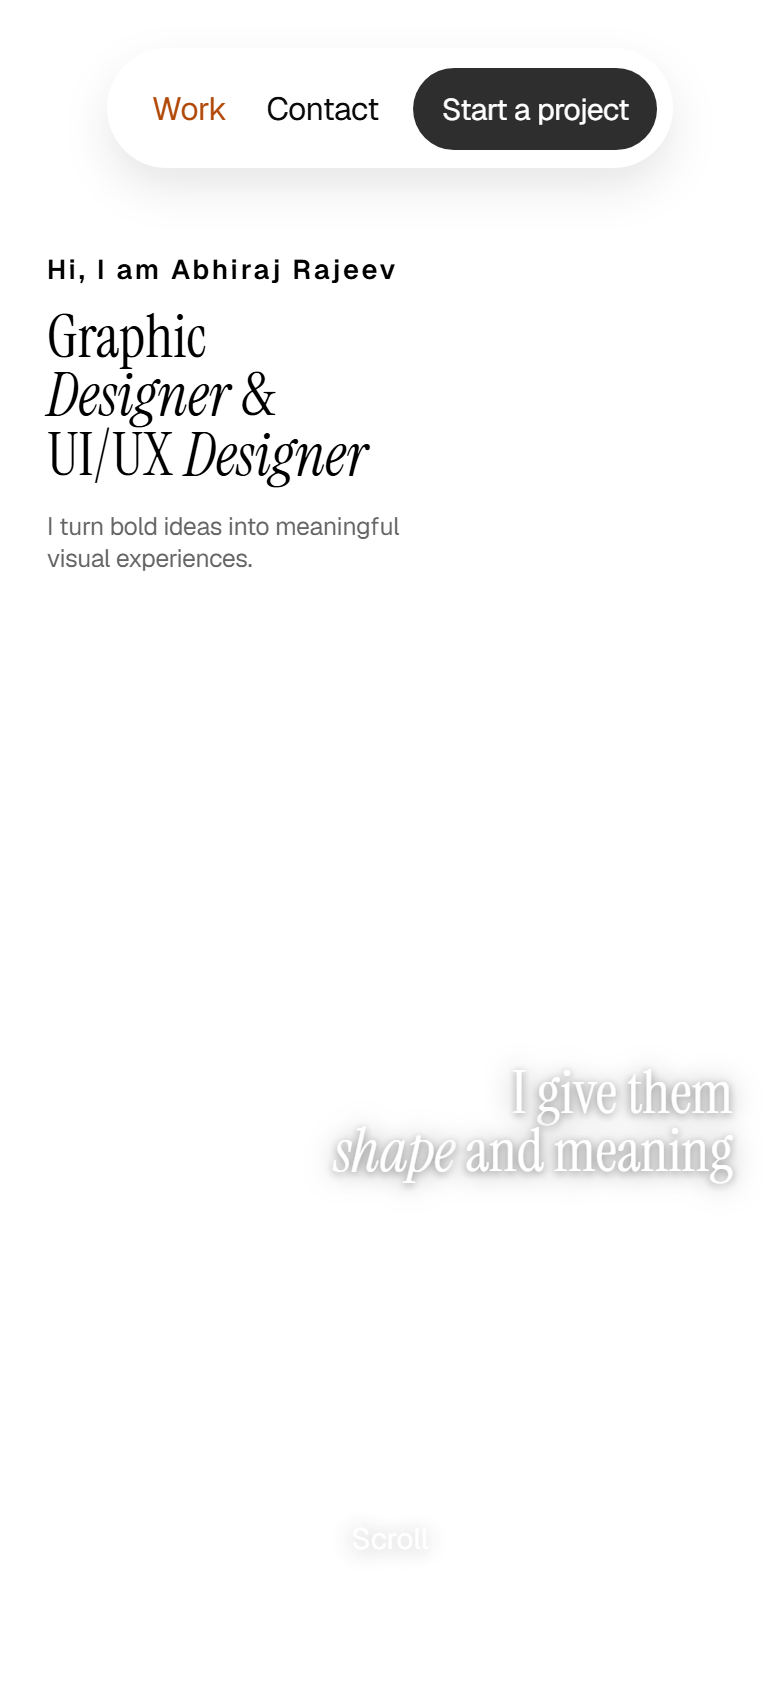 Work Contact Start a project
Hi, I am Abhiraj Rajeev
Graphic
Designer &
UI/UX Designer
I turn bold ideas into meaningful
visual experiences.
I give them
shape and meaning
Scroll